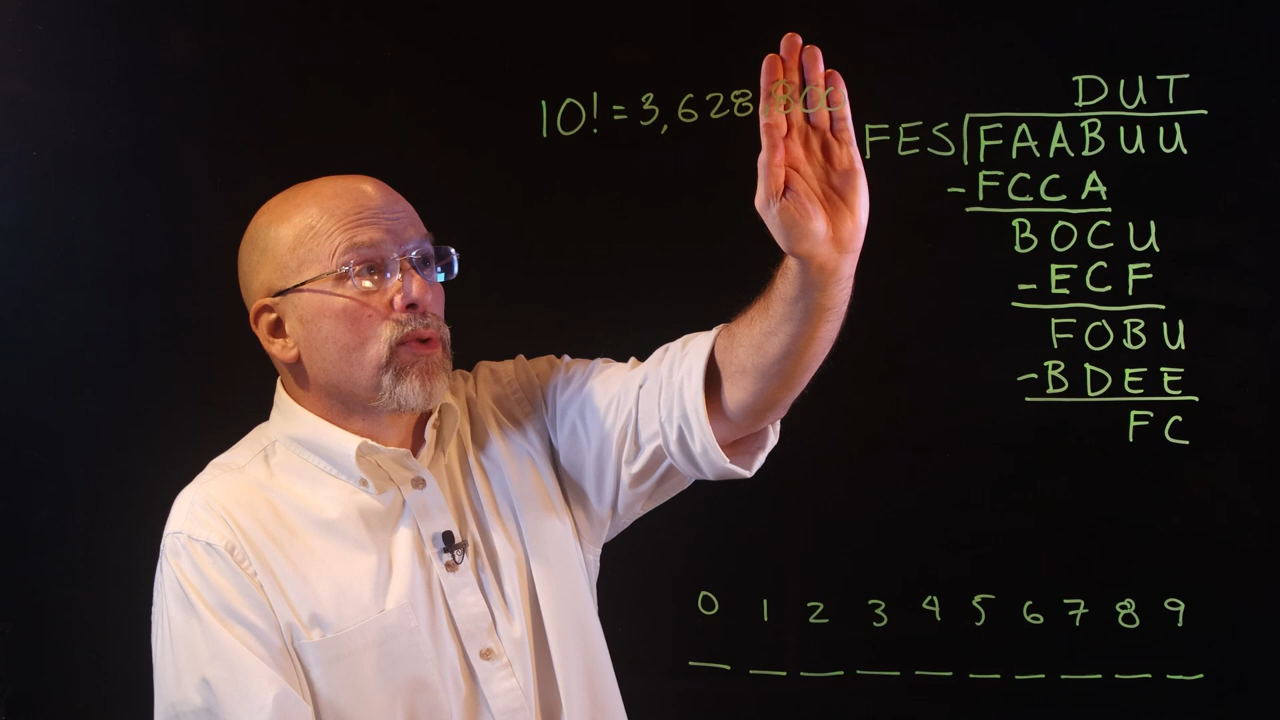 10! = 3,628,800
DUT
FES FAABUU
-FCCA
BOCU
-ECF
FOBU
-BDEE
FC
0 1 2 3 4 5 6 7 8 9